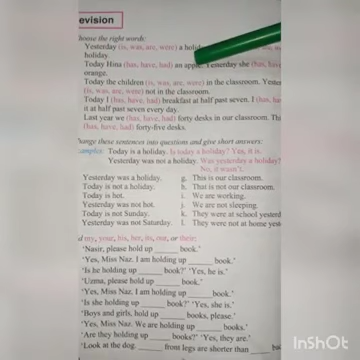 evision
hoose the right words:
Yesterday (is, was, are, were) a
holiday.
Today Hina (has, have, had) an apple. Yesterday she (has, have
orange.
Today the children (is, was, are, were) in the classroom. Yester
(is, was, are, were) not in the classroom.
Today I (has, have, had) breakfast at half past seven. I (has, ha
it at half past seven every day.
Last year we (has, have, had) forty desks in our classroom. Thi
(has, have, had) forty-five desks.
hange these sentences into questions and give short answers:
amples Today is a holiday. Is today a holiday? Yes, it is.
Yesterday was not a holiday. Was yesterday a holiday?
No, it wasn't.
Yesterday was a holiday. g. This is our classroom.
Today is not a holiday. h. That is not our classroom.
Today is hot. i. We are working.
Yesterday was not hot. j. We are not sleeping.
Today is not Sunday. k. They were at school yesterd
Yesterday was not Saturday. l. They were not at home yest
d my, your, his, her, its, our, or their:
'Nasir, please hold up ______ book.'
'Yes, Miss Naz. I am holding up ______ book.'
'Is he holding up ______ book?' 'Yes, he is.'
'Uzma, please hold up ______ book.'
'Yes, Miss Naz. I am holding up ______ book.'
'Is she holding up ______ book?' 'Yes, she is.'
'Boys and girls, hold up ______ books, please.'
'Yes, Miss Naz. We are holding up ______ books.'
'Are they holding up ______ books?' 'Yes, they are.'
'Look at the dog. ______ front legs are shorter than ______ ba
InShOt